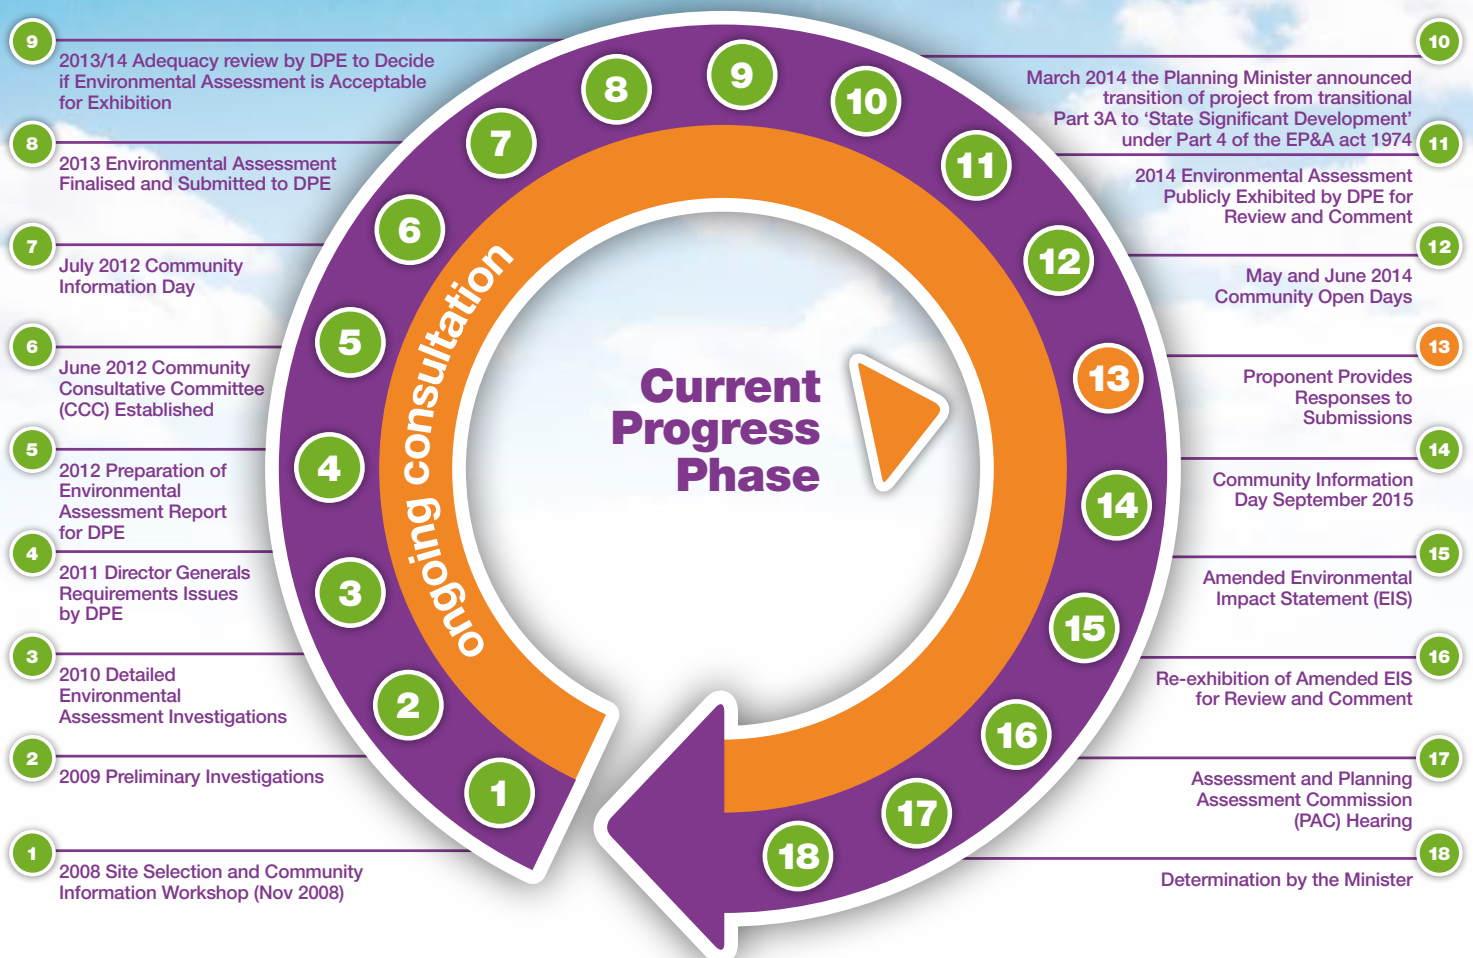 9
2013/14 Adequacy review by DPE to Decide
if Environmental Assessment is Acceptable
for Exhibition
8
2013 Environmental Assessment
Finalised and Submitted to DPE
7
July 2012 Community
Information Day
6
June 2012 Community
Consultative Committee
(CCC) Established
5
2012 Preparation of
Environmental
Assessment Report
for DPE
4
2011 Director Generals
Requirements Issues
by DPE
3
2010 Detailed
Environmental
Assessment Investigations
2
2009 Preliminary Investigations
1
2008 Site Selection and Community
Information Workshop (Nov 2008)
1
2
3
4
5
6
7
8
9
10
11
12
13
14
15
16
17
18
ongoing consultation
Current
Progress
Phase
10
March 2014 the Planning Minister announced
transition of project from transitional
Part 3A to ‘State Significant Development’
under Part 4 of the EP&A act 1974
11
2014 Environmental Assessment
Publicly Exhibited by DPE for
Review and Comment
12
May and June 2014
Community Open Days
13
Proponent Provides
Responses to
Submissions
14
Community Information
Day September 2015
15
Amended Environmental
Impact Statement (EIS)
16
Re-exhibition of Amended EIS
for Review and Comment
17
Assessment and Planning
Assessment Commission
(PAC) Hearing
18
Determination by the Minister